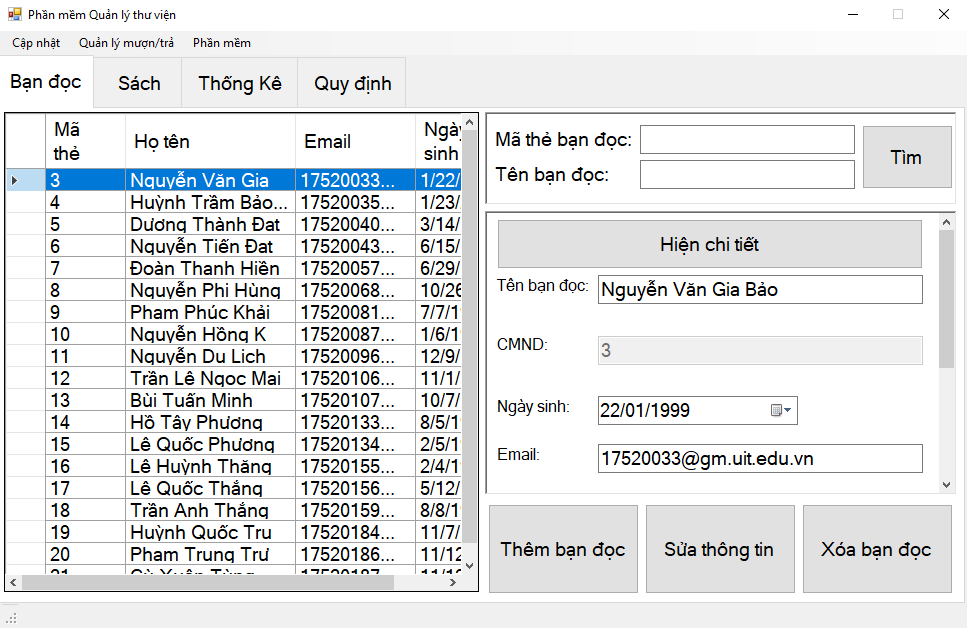 Phần mềm Quản lý thư viện
Cập nhật Quản lý mượn/trả Phần mềm
Bạn đọc Sách Thống Kê Quy định
Mã thẻ Họ tên Email Ngày sinh
3 Nguyễn Văn Gia 17520033... 1/22/
4 Huỳnh Trầm Bảo... 17520035... 1/23/
5 Dương Thành Đạt 17520040... 3/14/
6 Nguyễn Tiến Đạt 17520043... 6/15/
7 Đoàn Thanh Hiền 17520057... 6/29/
8 Nguyễn Phi Hùng 17520068... 10/26
9 Phạm Phúc Khải 17520081... 7/7/1
10 Nguyễn Hồng K 17520087... 1/6/1
11 Nguyễn Du Lịch 17520096... 12/9/
12 Trần Lê Ngọc Mai 17520106... 11/1/
13 Bùi Tuấn Minh 17520107... 10/7/
14 Hồ Tây Phương 17520133... 8/5/1
15 Lê Quốc Phương 17520134... 2/5/1
16 Lê Huỳnh Thăng 17520155... 2/4/1
17 Lê Quốc Thắng 17520156... 5/12/
18 Trần Anh Thắng 17520159... 8/8/1
19 Huỳnh Quốc Tru 17520184... 11/7/
20 Phạm Trung Trự 17520186... 11/12
Mã thẻ bạn đọc:
Tên bạn đọc:
Tìm
Hiện chi tiết
Tên bạn đọc: Nguyễn Văn Gia Bảo
CMND: 3
Ngày sinh: 22/01/1999
Email: 17520033@gm.uit.edu.vn
Thêm bạn đọc Sửa thông tin Xóa bạn đọc